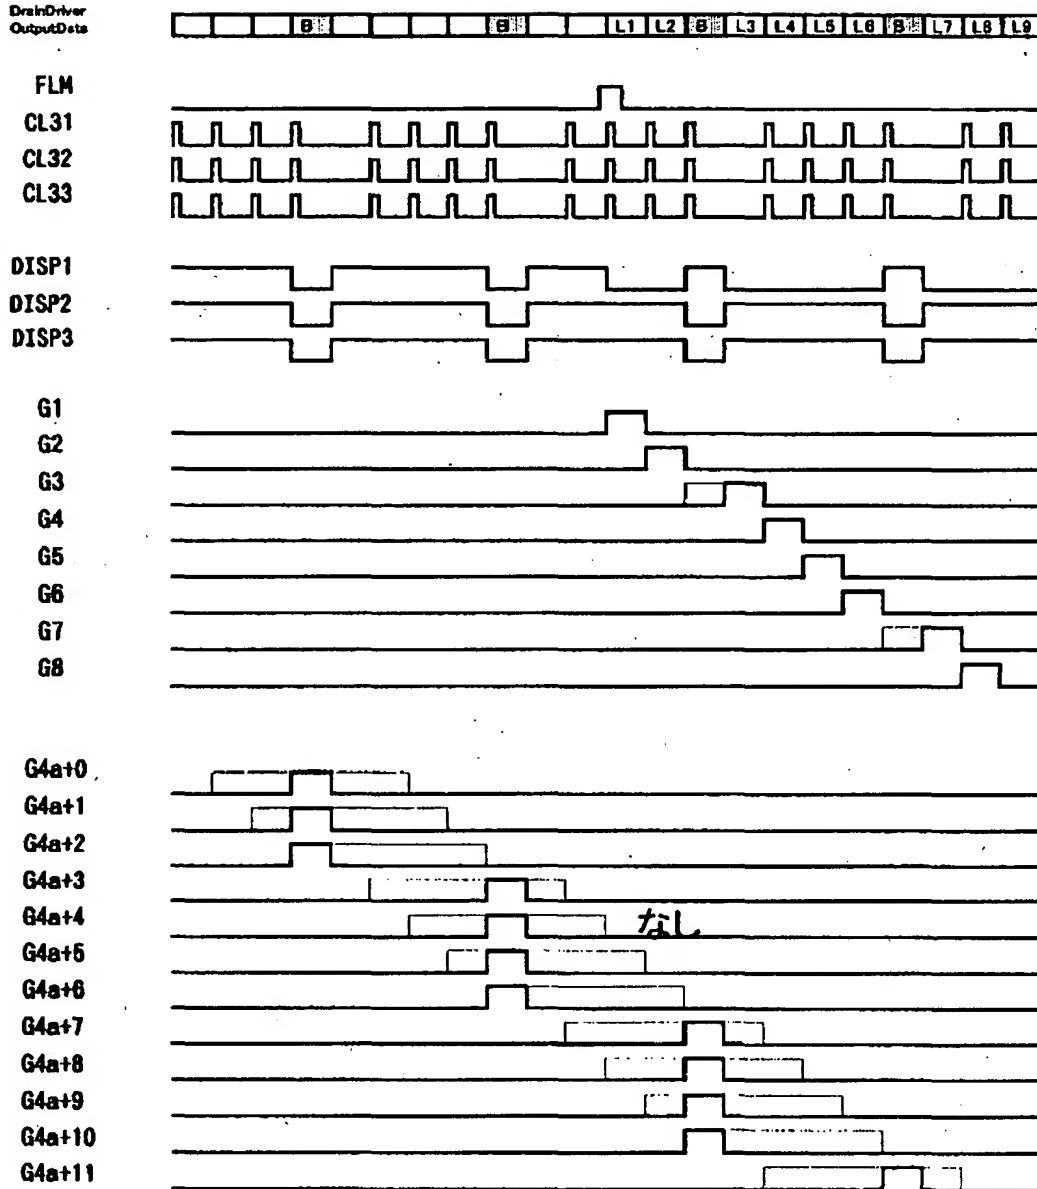 DrainDriver
OutputData
B B L1 L2 B L3 L4 L5 L6 B L7 L8 L9
FLM
CL31
CL32
CL33
DISP1
DISP2
DISP3
G1
G2
G3
G4
G5
G6
G7
G8
G4a+0
G4a+1
G4a+2
G4a+3
G4a+4 なし
G4a+5
G4a+6
G4a+7
G4a+8
G4a+9
G4a+10
G4a+11